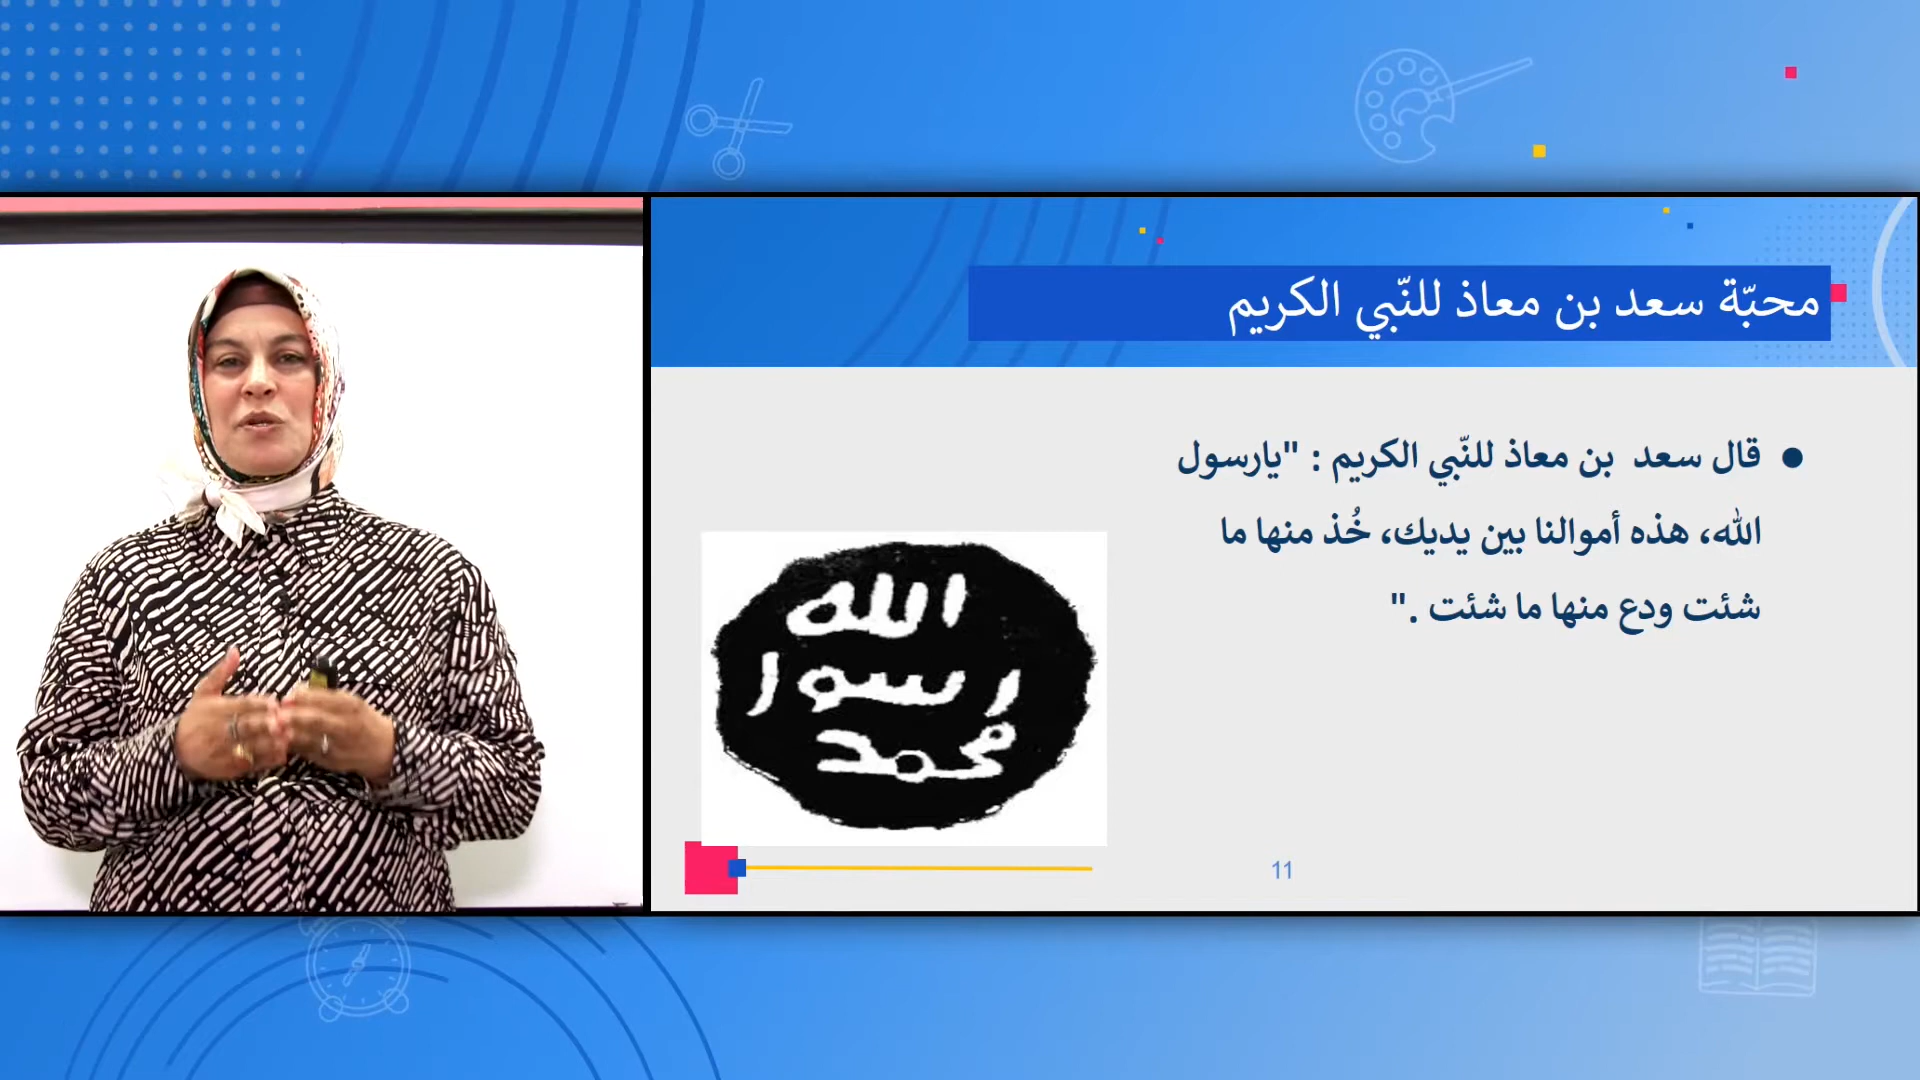 محبّة سعد بن معاذ للنّبي الكريم
● قال سعد بن معاذ للنّبي الكريم : "يارسول
الله، هذه أموالنا بين يديك، خُذ منها ما
شئت ودع منها ما شئت ."
الله
رسول
محمد
11